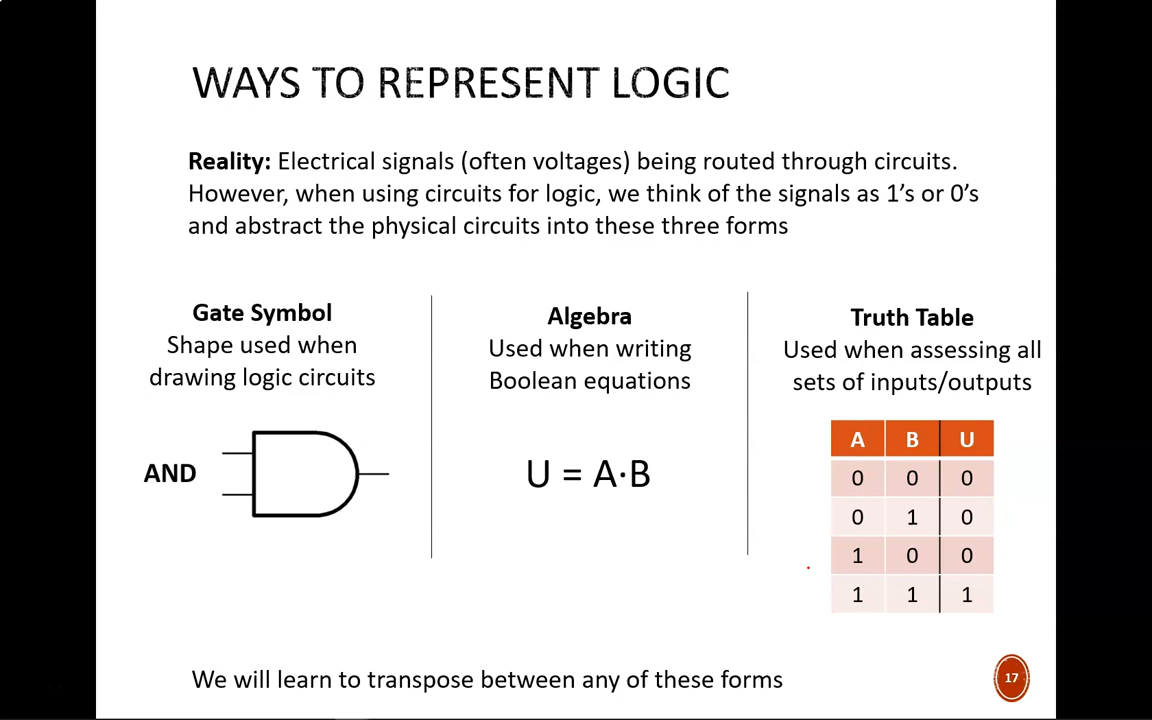 WAYS TO REPRESENT LOGIC
Reality: Electrical signals (often voltages) being routed through circuits.
However, when using circuits for logic, we think of the signals as 1’s or 0’s
and abstract the physical circuits into these three forms
Gate Symbol
Shape used when
drawing logic circuits
AND
Algebra
Used when writing
Boolean equations
U = A·B
Truth Table
Used when assessing all
sets of inputs/outputs
A B U
0 0 0
0 1 0
1 0 0
1 1 1
We will learn to transpose between any of these forms
17